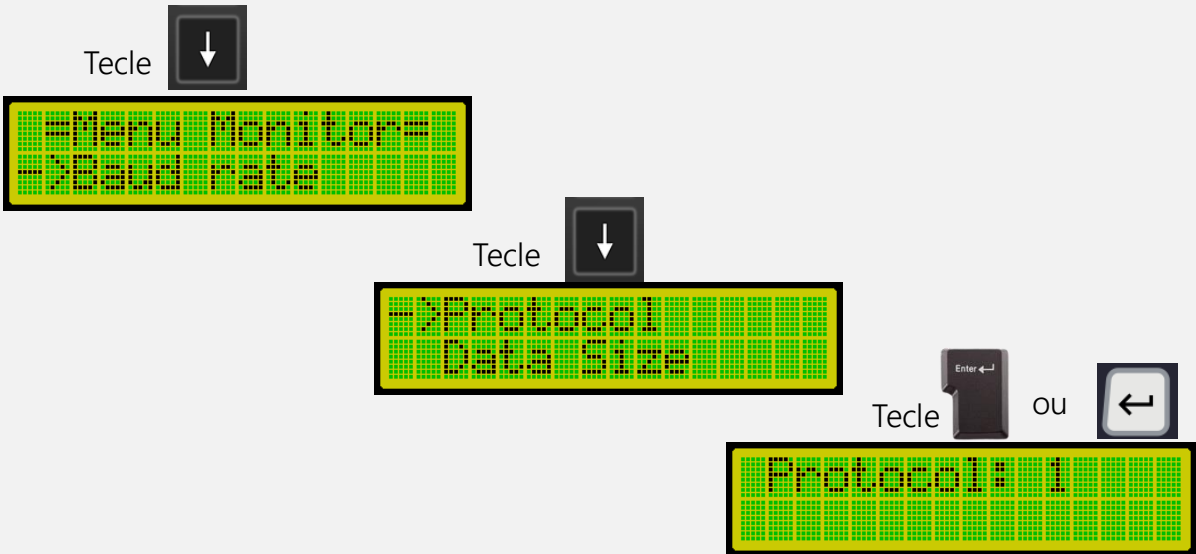 Tecle
=Menu Monitor=
->Baud rate
Tecle
->Protocol
Data Size
Enter
Tecle
ou
Protocol: 1